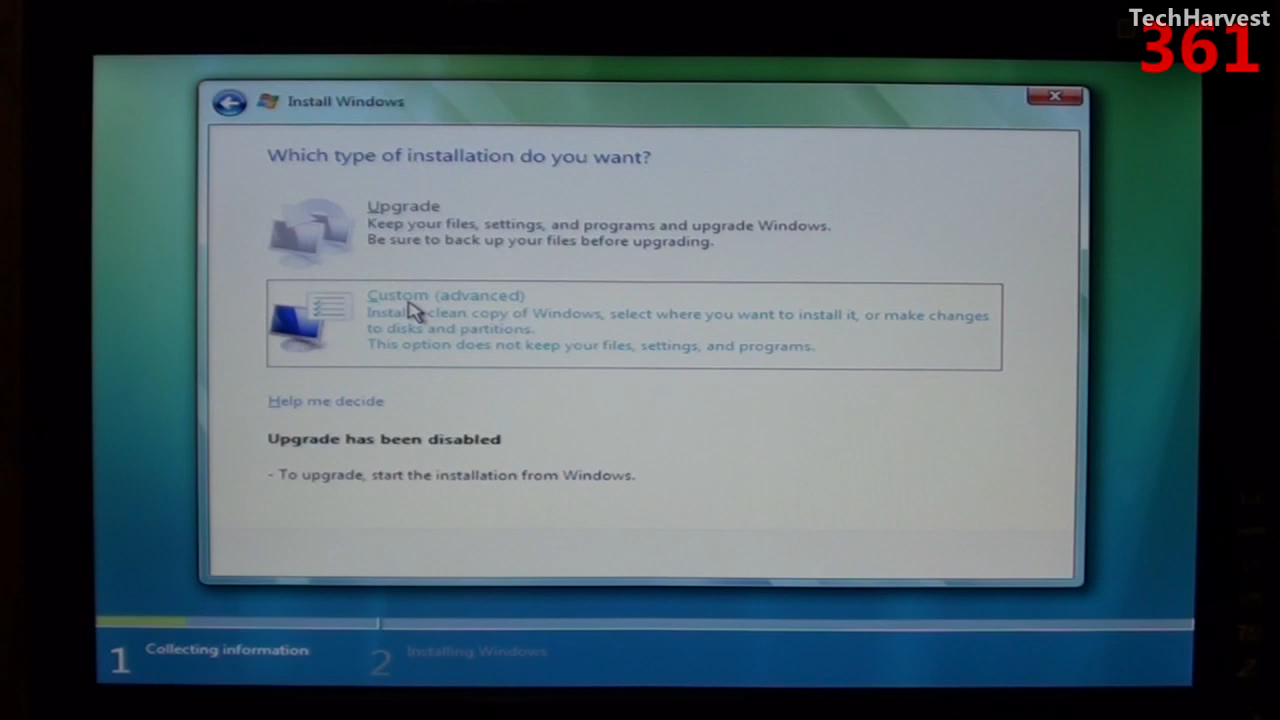 TechHarvest
361
Install Windows
Which type of installation do you want?
Upgrade
Keep your files, settings, and programs and upgrade Windows.
Be sure to back up your files before upgrading.
Custom (advanced)
Install clean copy of Windows, select where you want to install it, or make changes
to disks and partitions.
This option does not keep your files, settings, and programs.
Help me decide
Upgrade has been disabled
- To upgrade, start the installation from Windows.
1 Collecting information
2 Installing Windows